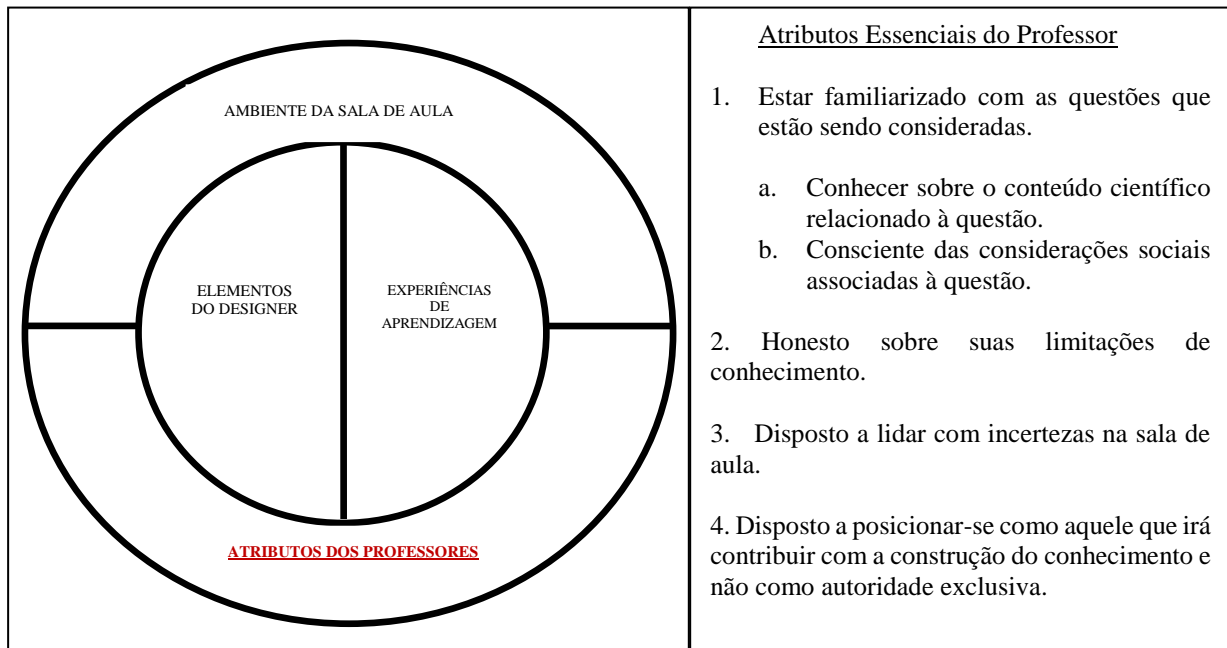 AMBIENTE DA SALA DE AULA
ELEMENTOS
DO DESIGNER
EXPERIÊNCIAS
DE
APRENDIZAGEM
ATRIBUTOS DOS PROFESSORES
Atributos Essenciais do Professor
1. Estar familiarizado com as questões que
estão sendo consideradas.
a. Conhecer sobre o conteúdo científico
relacionado à questão.
b. Consciente das considerações sociais
associadas à questão.
2. Honesto sobre suas limitações de
conhecimento.
3. Disposto a lidar com incertezas na sala de
aula.
4. Disposto a posicionar-se como aquele que irá
contribuir com a construção do conhecimento e
não como autoridade exclusiva.